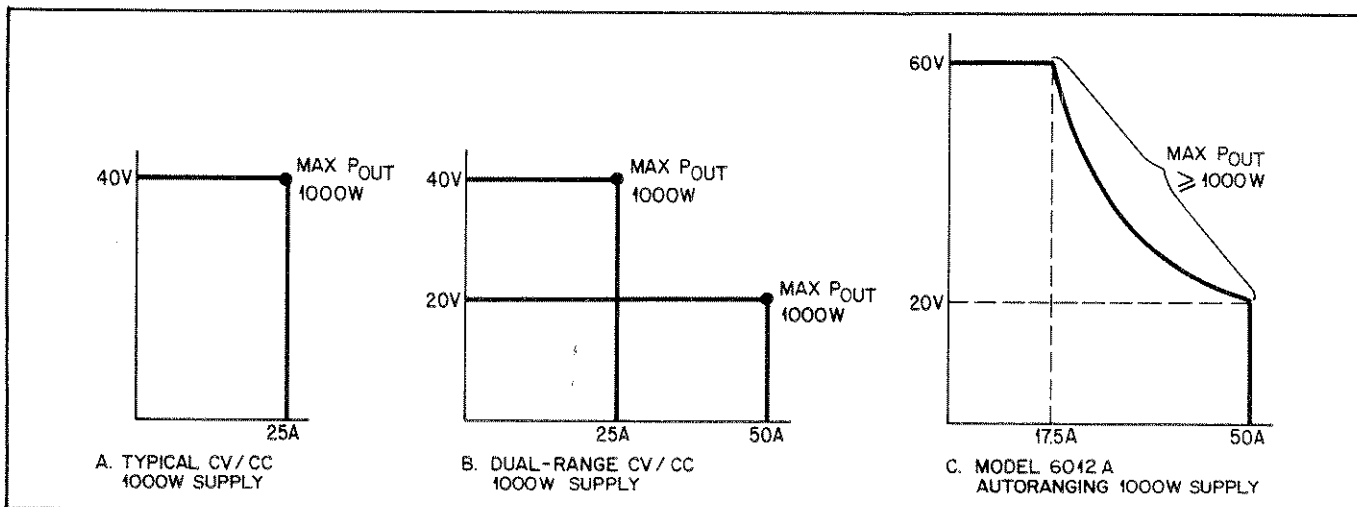 40V
MAX POUT
1000W
25A
A. TYPICAL CV/CC
1000W SUPPLY
40V
MAX POUT
1000W
20V
MAX POUT
1000W
25A
50A
B. DUAL-RANGE CV/CC
1000W SUPPLY
60V
MAX POUT
≥ 1000W
20V
17.5A
50A
C. MODEL 6012A
AUTORANGING 1000W SUPPLY